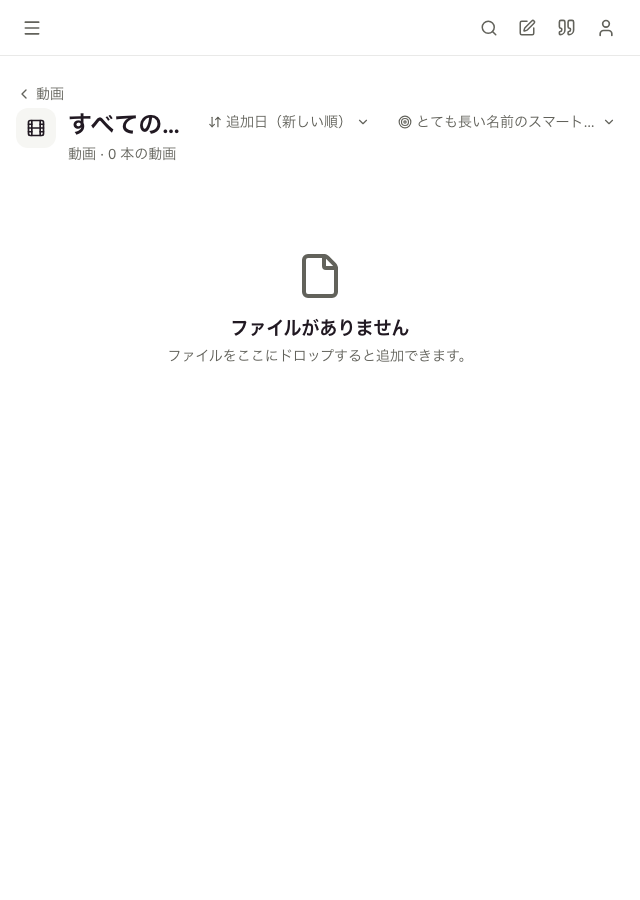 動画
すべての...
追加日（新しい順）
とても長い名前のスマート...
動画 · 0 本の動画
ファイルがありません
ファイルをここにドロップすると追加できます。